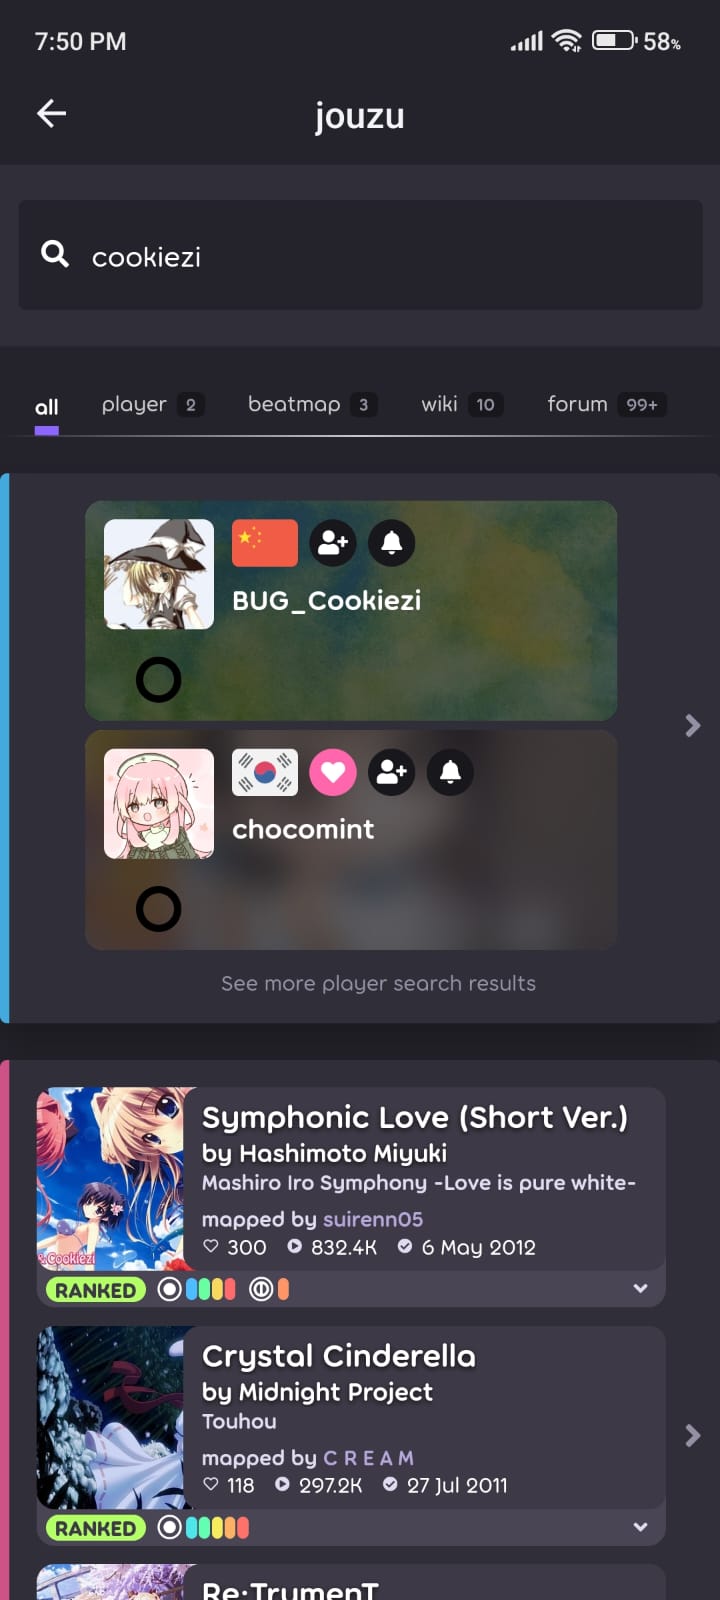 7:50 PM
58%
jouzu
cookiezi
all player 2 beatmap 3 wiki 10 forum 99+
BUG_Cookiezi
chocomint
See more player search results
Symphonic Love (Short Ver.)
by Hashimoto Miyuki
Mashiro Iro Symphony -Love is pure white-
mapped by suirenn05
300 832.4K 6 May 2012
&Cookiezi
RANKED
Crystal Cinderella
by Midnight Project
Touhou
mapped by C R E A M
118 297.2K 27 Jul 2011
RANKED
Re:TrymenT